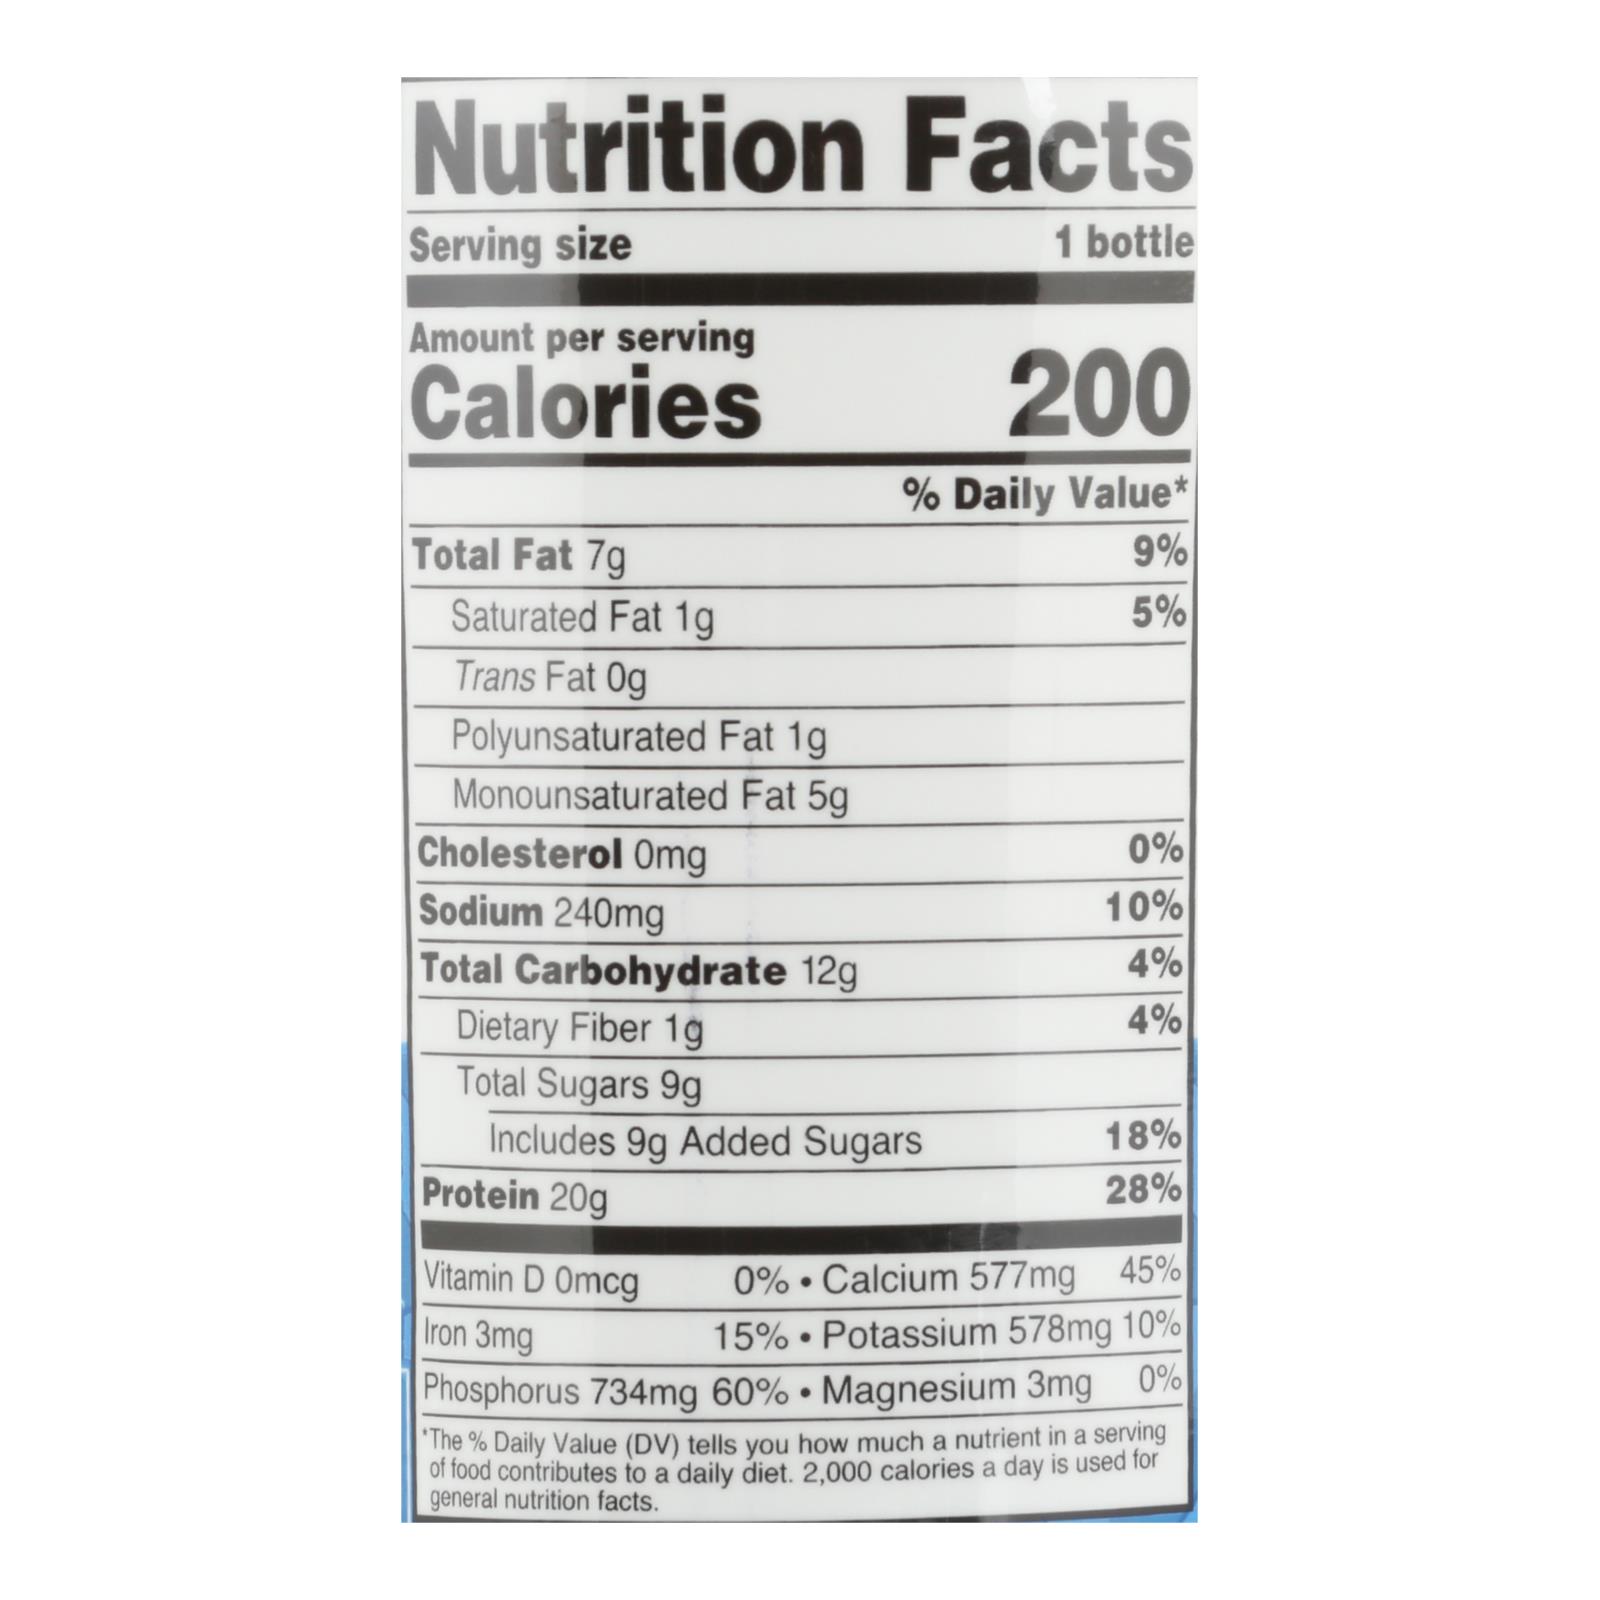 Nutrition Facts
Serving size 1 bottle
Amount per serving
Calories 200
% Daily Value*
Total Fat 7g 9%
Saturated Fat 1g 5%
Trans Fat 0g
Polyunsaturated Fat 1g
Monounsaturated Fat 5g
Cholesterol 0mg 0%
Sodium 240mg 10%
Total Carbohydrate 12g 4%
Dietary Fiber 1g 4%
Total Sugars 9g
Includes 9g Added Sugars 18%
Protein 20g 28%
Vitamin D 0mcg 0% • Calcium 577mg 45%
Iron 3mg 15% • Potassium 578mg 10%
Phosphorus 734mg 60% • Magnesium 3mg 0%
*The % Daily Value (DV) tells you how much a nutrient in a serving
of food contributes to a daily diet. 2,000 calories a day is used for
general nutrition facts.